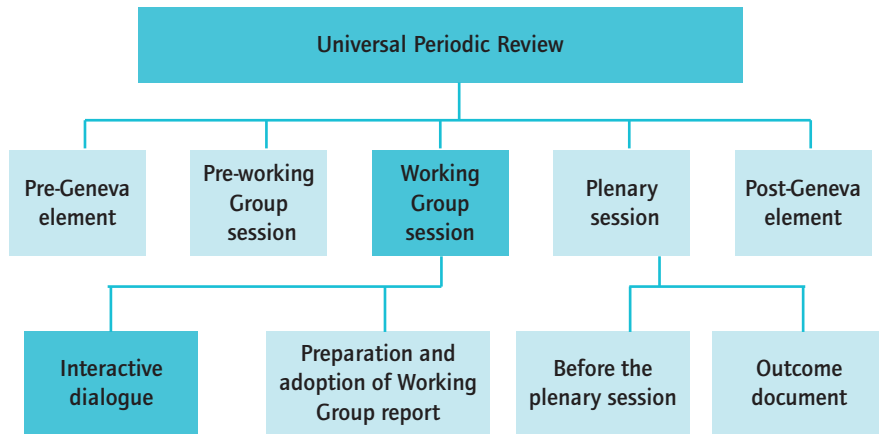 Universal Periodic Review
Pre-Geneva
element
Pre-working
Group
session
Working
Group
session
Plenary
session
Post-Geneva
element
Interactive
dialogue
Preparation and
adoption of Working
Group report
Before the
plenary session
Outcome
document